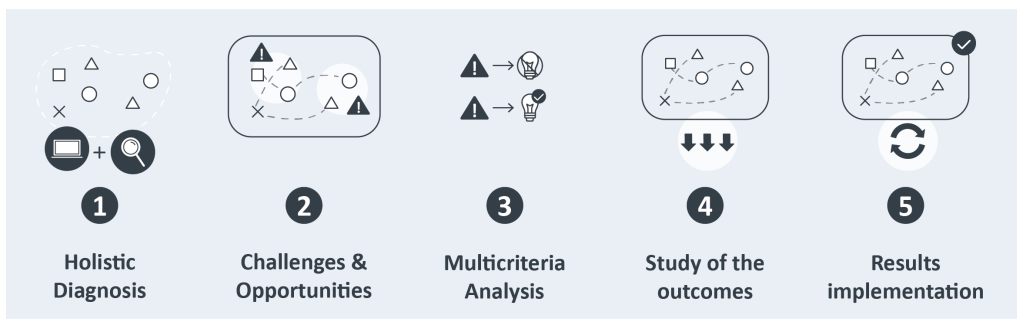 1
Holistic
Diagnosis
2
Challenges &
Opportunities
3
Multicriteria
Analysis
4
Study of the
outcomes
5
Results
implementation